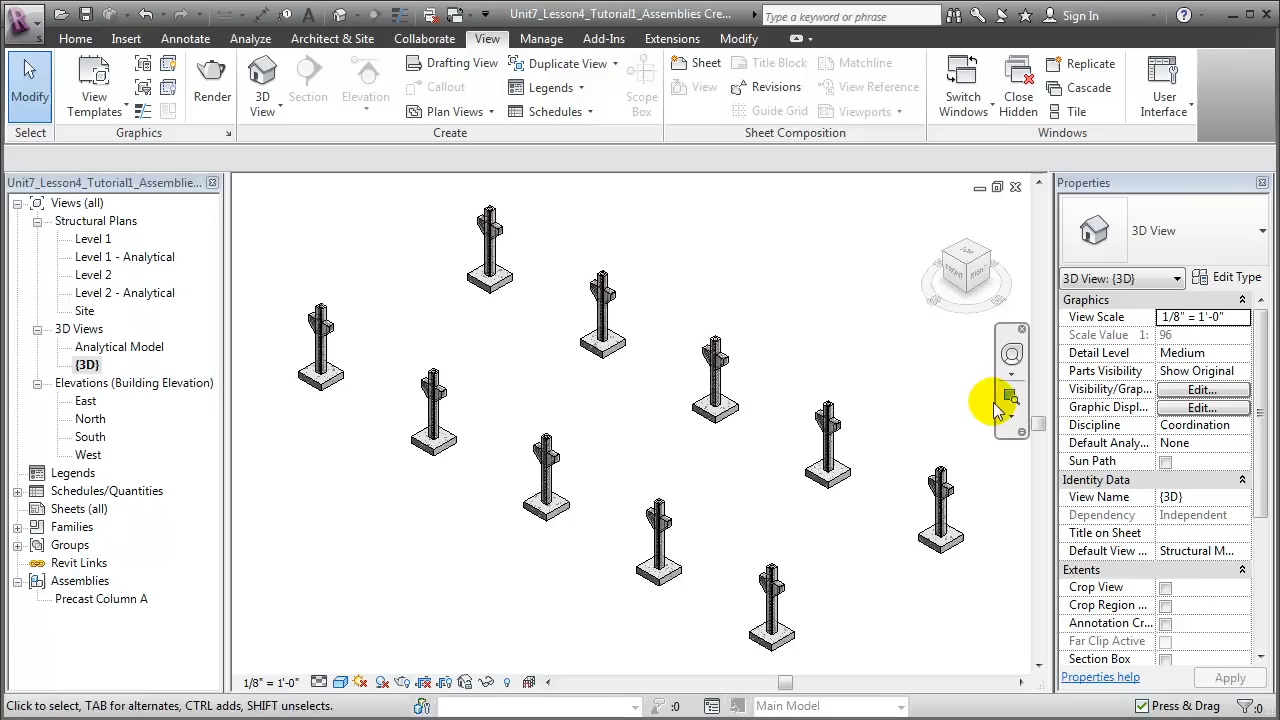 Unit7_Lesson4_Tutorial1_Assemblies Cre...
Type a keyword or phrase
Sign In
Home Insert Annotate Analyze Architect & Site Collaborate View Manage Add-Ins Extensions Modify
Modify
View Templates
Render
3D View
Section
Elevation
Drafting View
Callout
Plan Views
Duplicate View
Legends
Schedules
Scope Box
Sheet
View
Title Block
Revisions
Guide Grid
Matchline
View Reference
Viewports
Switch Windows
Close Hidden
Replicate
Cascade
Tile
User Interface
Select Graphics Create Sheet Composition Windows
Unit7_Lesson4_Tutorial1_Assemblie...
Views (all)
Structural Plans
Level 1
Level 1 - Analytical
Level 2
Level 2 - Analytical
Site
3D Views
Analytical Model
{3D}
Elevations (Building Elevation)
East
North
South
West
Legends
Schedules/Quantities
Sheets (all)
Families
Groups
Revit Links
Assemblies
Precast Column A
TOP
FRONT
RIGHT
Properties
3D View
3D View: {3D} Edit Type
Graphics
View Scale 1/8" = 1'-0"
Scale Value 1: 96
Detail Level Medium
Parts Visibility Show Original
Visibility/Grap... Edit...
Graphic Displ... Edit...
Discipline Coordination
Default Analy... None
Sun Path
Identity Data
View Name {3D}
Dependency Independent
Title on Sheet
Default View ... Structural M...
Extents
Crop View
Crop Region ...
Annotation Cr...
Far Clip Active
Section Box
Properties help Apply
1/8" = 1'-0"
Click to select, TAB for alternates, CTRL adds, SHIFT unselects.
:0
Main Model
Press & Drag
:0